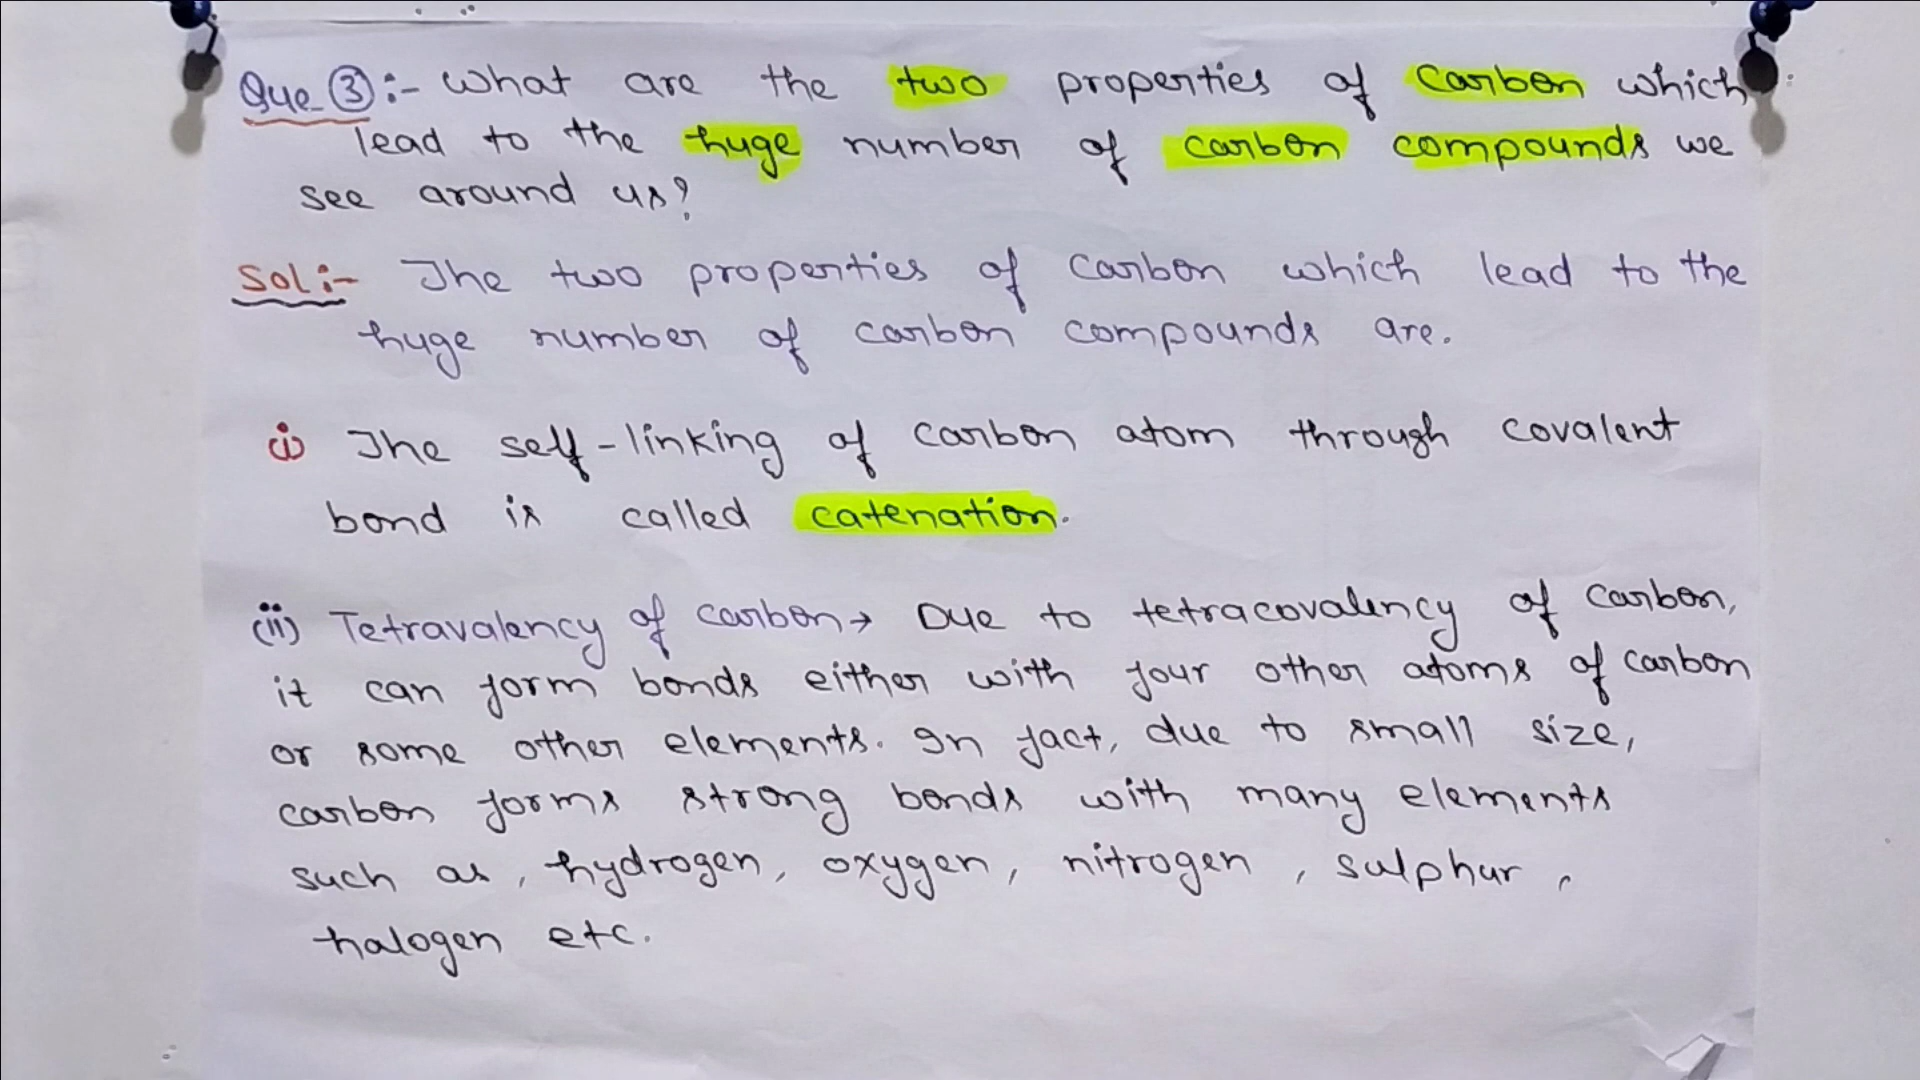 Que-③:- What are the two properties of carbon which
lead to the huge number of carbon compounds we
see around us?
Sol:- The two properties of carbon which lead to the
huge number of carbon compounds are.
(i) The self-linking of carbon atom through covalent
bond is called catenation.
(ii) Tetravalency of carbon→ Due to tetracovalency of carbon,
it can form bonds either with four other atoms of carbon
or some other elements. In fact, due to small size,
carbon forms strong bonds with many elements
such as, hydrogen, oxygen, nitrogen, sulphur,
halogen etc.